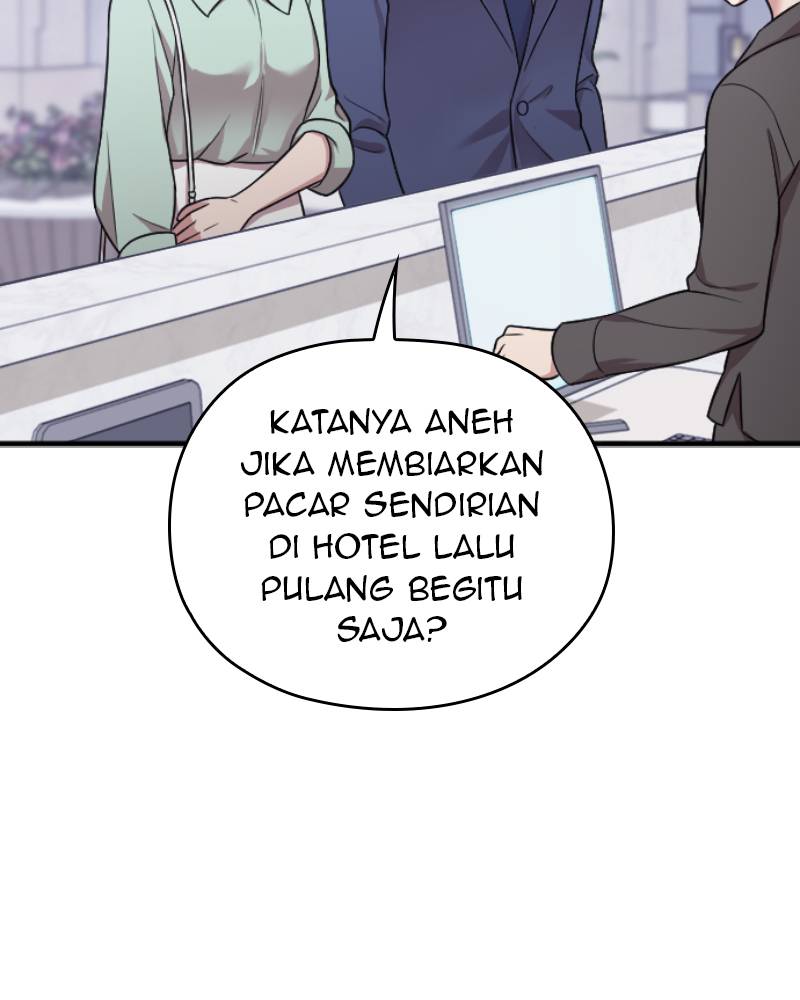 KATANYA ANEH
JIKA MEMBIARKAN
PACAR SENDIRIAN
DI HOTEL LALU
PULANG BEGITU
SAJA?